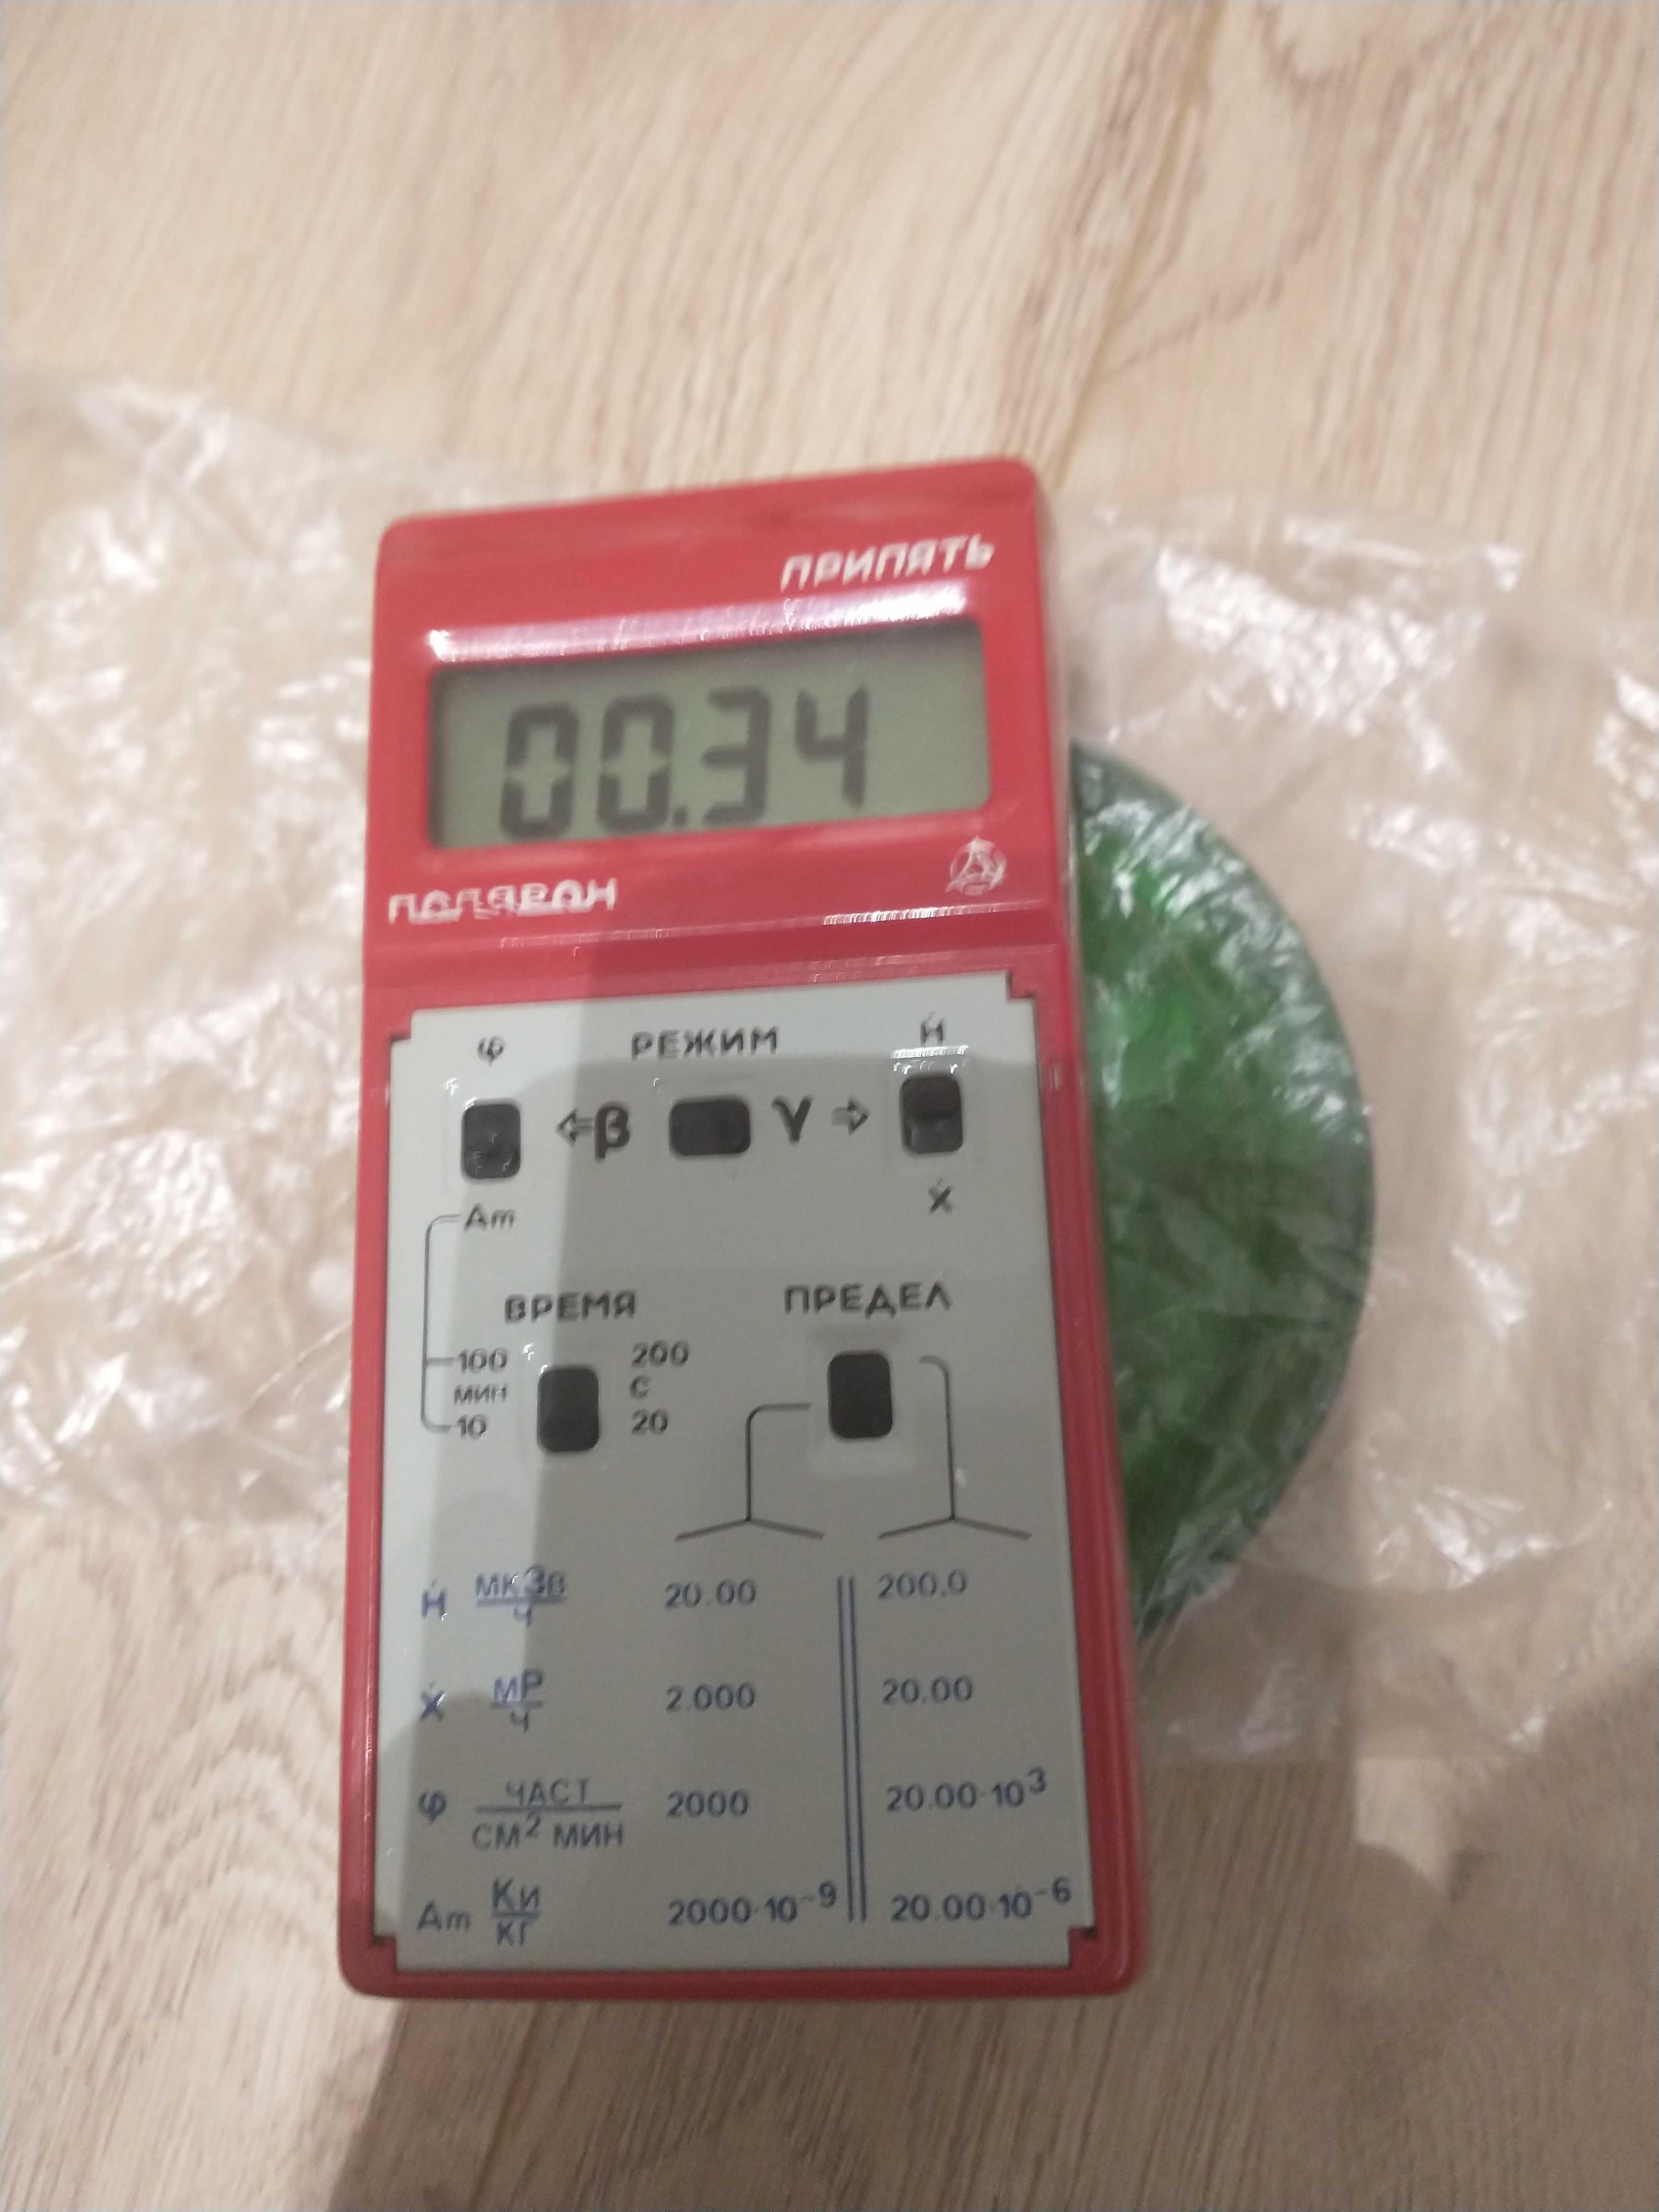 ПРИПЯТЬ
00.34
φ РЕЖИМ Ḣ
⇦β γ⇨
Ẋ
Am
ВРЕМЯ ПРЕДЕЛ
100 200
МИН С
10 20
Ḣ МКЗВ/Ч 20.00 200.0
Ẋ МР/Ч 2.000 20.00
φ ЧАСТ/СМ² МИН 2000 20.00·10³
Am КИ/КГ 2000·10⁻⁹ 20.00·10⁻⁶